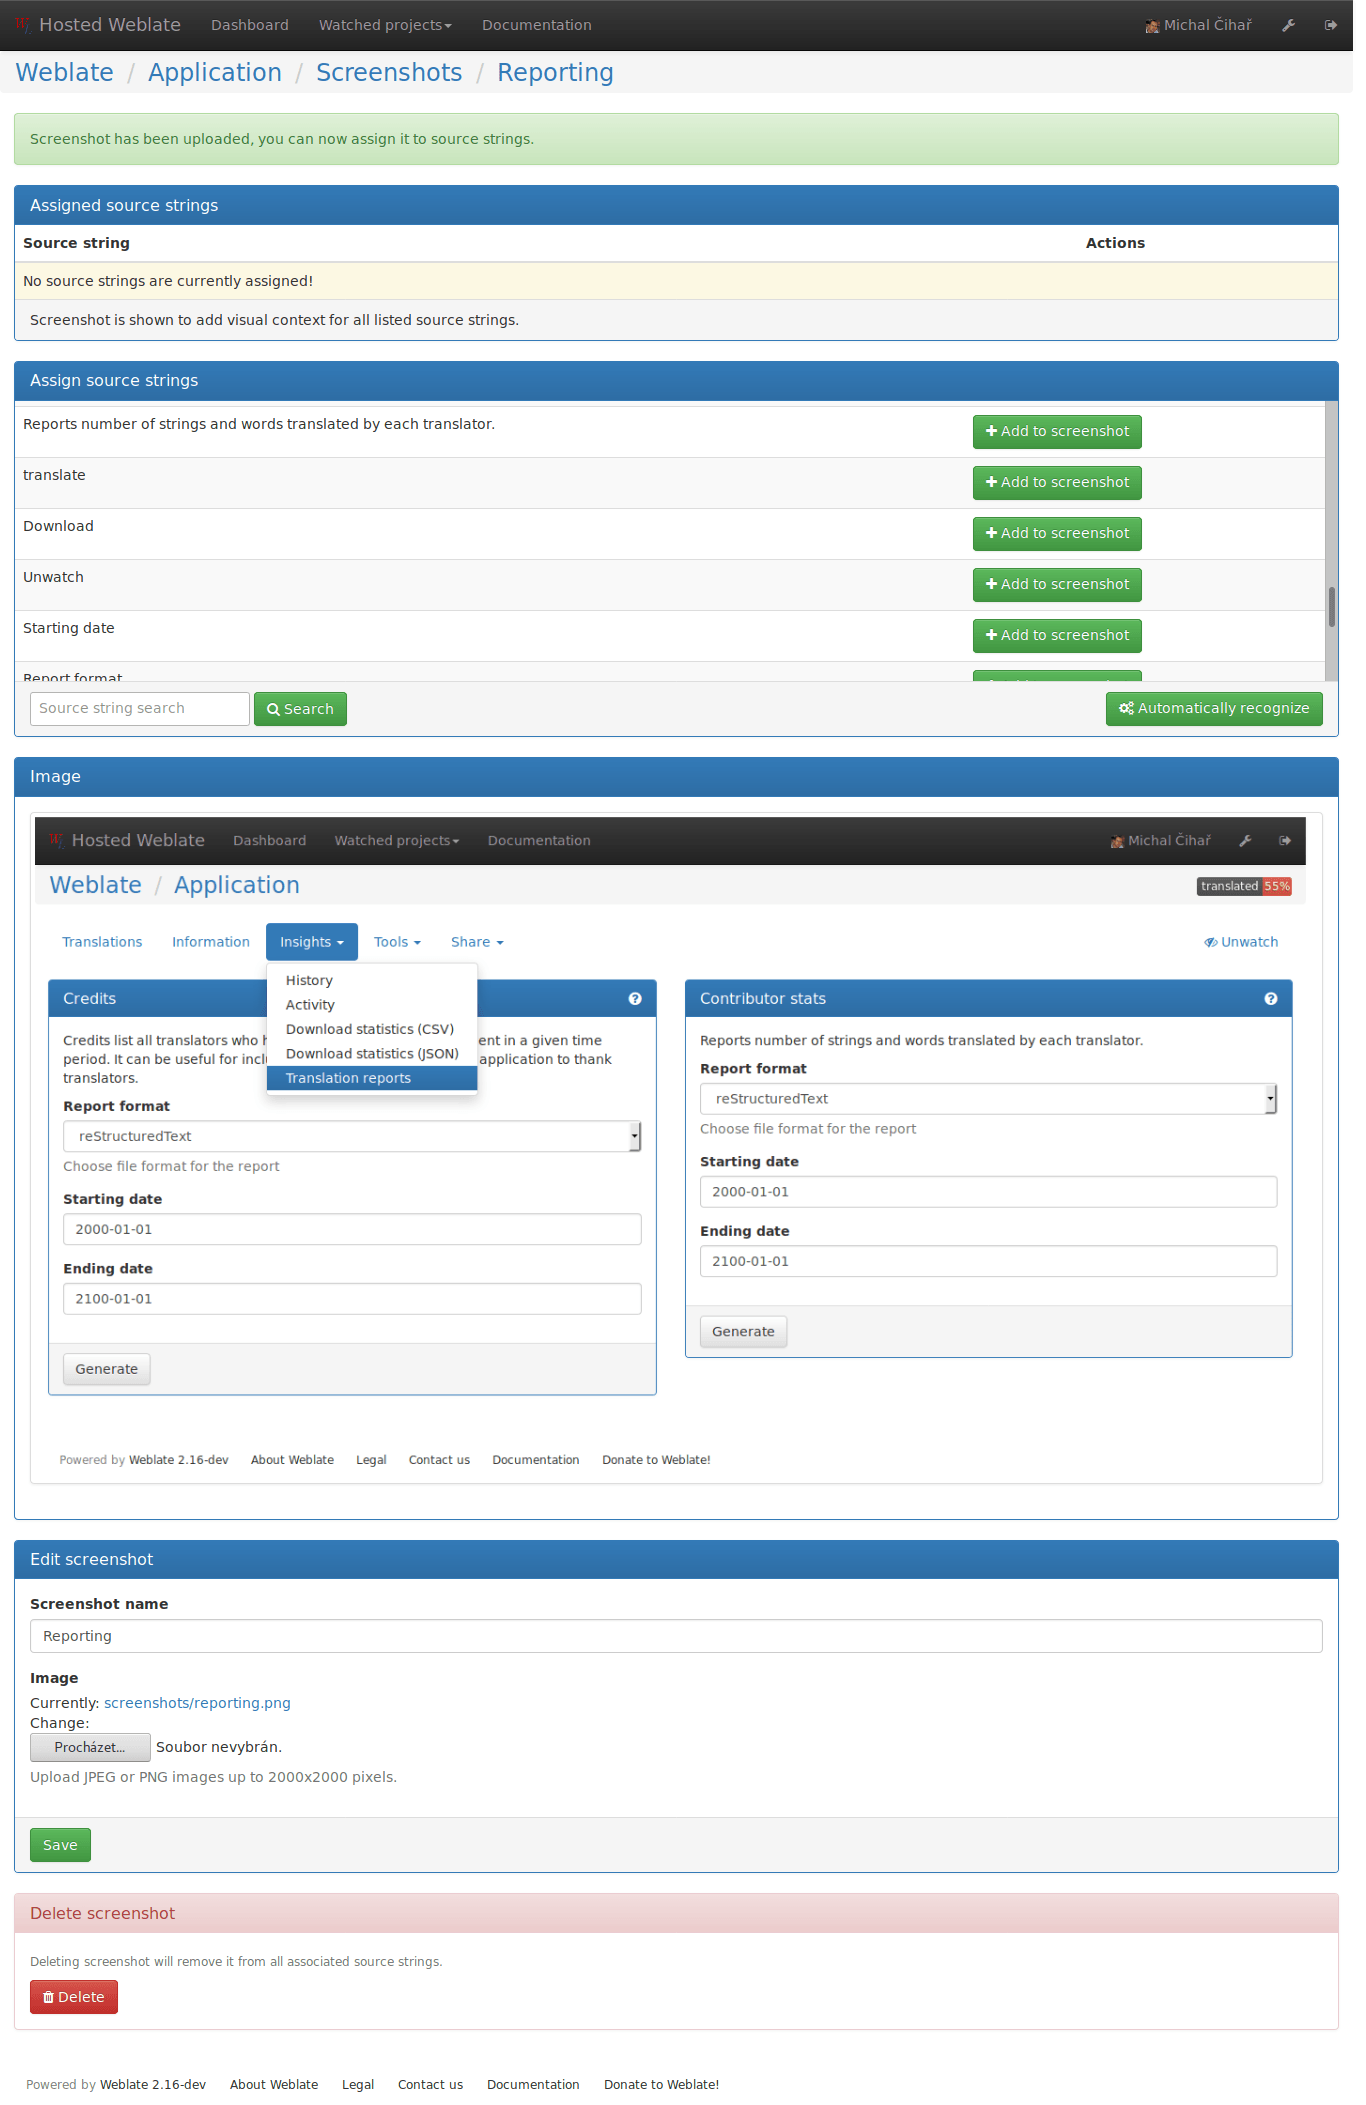 Hosted Weblate Dashboard Watched projects Documentation Michal Čihař
Weblate / Application / Screenshots / Reporting
Screenshot has been uploaded, you can now assign it to source strings.
Assigned source strings
Source string Actions
No source strings are currently assigned!
Screenshot is shown to add visual context for all listed source strings.
Assign source strings
Reports number of strings and words translated by each translator. Add to screenshot
translate Add to screenshot
Download Add to screenshot
Unwatch Add to screenshot
Starting date Add to screenshot
Report format
Source string search Search Automatically recognize
Image
Hosted Weblate Dashboard Watched projects Documentation Michal Čihař
Weblate / Application translated 55%
Translations Information Insights Tools Share Unwatch
History
Activity
Download statistics (CSV)
Download statistics (JSON)
Translation reports
Credits
Credits list all translators who h ent in a given time
period. It can be useful for incl application to thank
translators.
Report format
reStructuredText
Choose file format for the report
Starting date
2000-01-01
Ending date
2100-01-01
Generate
Contributor stats
Reports number of strings and words translated by each translator.
Report format
reStructuredText
Choose file format for the report
Starting date
2000-01-01
Ending date
2100-01-01
Generate
Powered by Weblate 2.16-dev About Weblate Legal Contact us Documentation Donate to Weblate!
Edit screenshot
Screenshot name
Reporting
Image
Currently: screenshots/reporting.png
Change:
Procházet... Soubor nevybrán.
Upload JPEG or PNG images up to 2000x2000 pixels.
Save
Delete screenshot
Deleting screenshot will remove it from all associated source strings.
Delete
Powered by Weblate 2.16-dev About Weblate Legal Contact us Documentation Donate to Weblate!